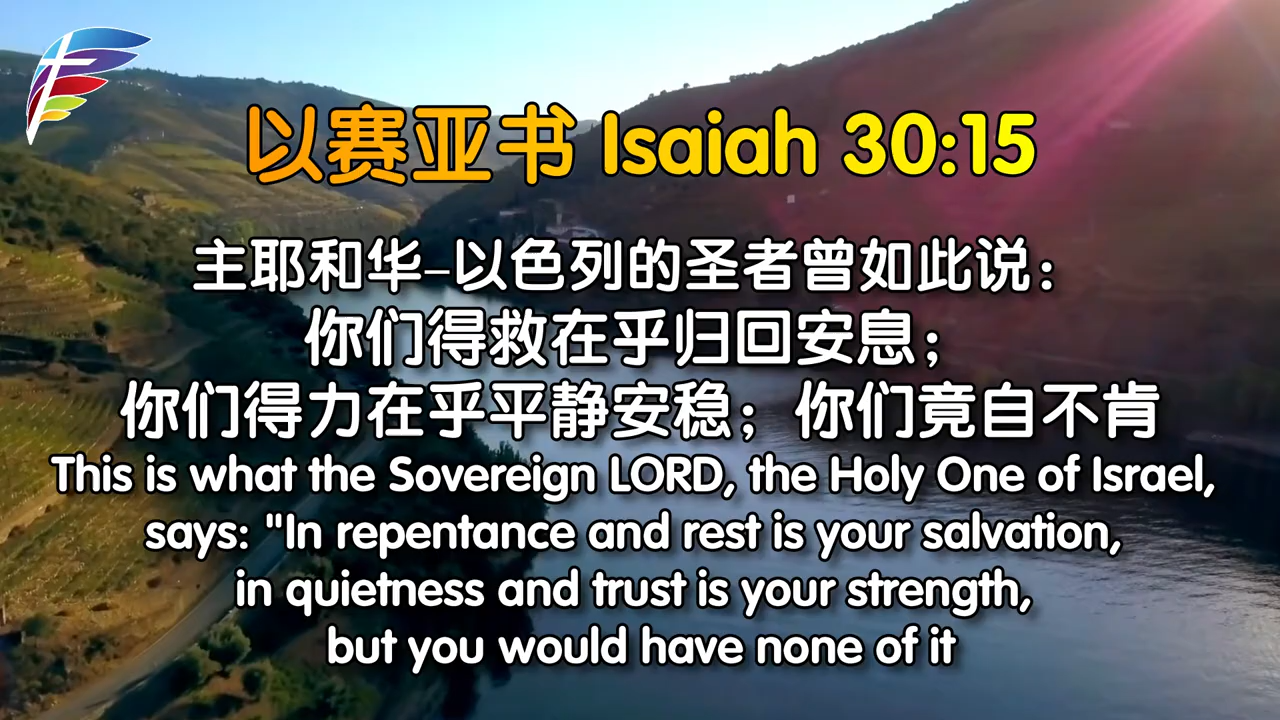 以赛亚书 Isaiah 30:15
主耶和华–以色列的圣者曾如此说：
你们得救在乎归回安息；
你们得力在乎平静安稳；你们竟自不肯
This is what the Sovereign LORD, the Holy One of Israel,
says: "In repentance and rest is your salvation,
in quietness and trust is your strength,
but you would have none of it